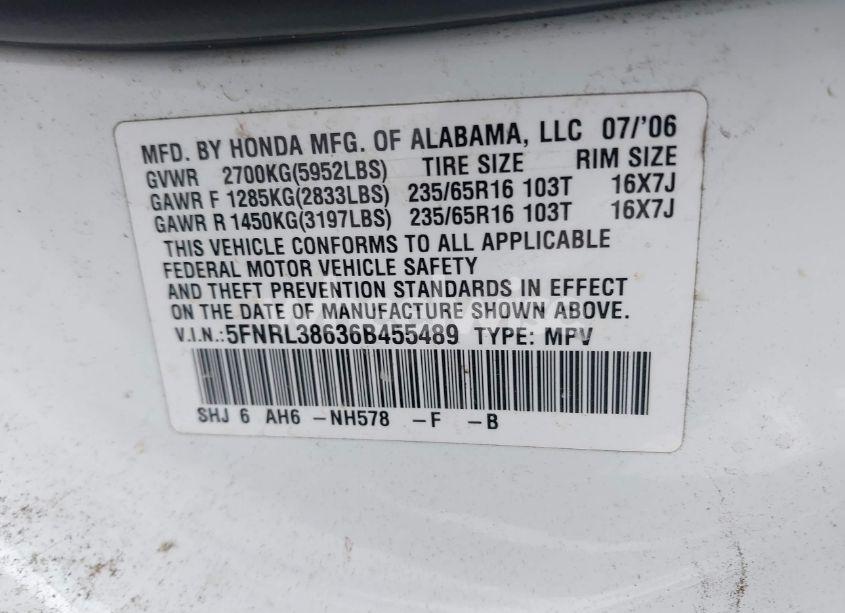 MFD. BY HONDA MFG. OF ALABAMA, LLC 07/'06
GVWR 2700KG(5952LBS) TIRE SIZE RIM SIZE
GAWR F 1285KG(2833LBS) 235/65R16 103T 16X7J
GAWR R 1450KG(3197LBS) 235/65R16 103T 16X7J
THIS VEHICLE CONFORMS TO ALL APPLICABLE
FEDERAL MOTOR VEHICLE SAFETY
AND THEFT PREVENTION STANDARDS IN EFFECT
ON THE DATE OF MANUFACTURE SHOWN ABOVE.
V.I.N.:5FNRL38636B455489 TYPE: MPV
SHJ 6 AH6 -NH578 -F -B